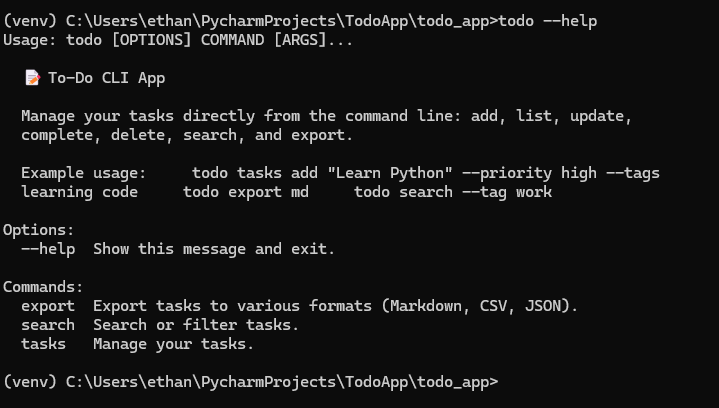 (venv) C:\Users\ethan\PycharmProjects\TodoApp\todo_app>todo --help
Usage: todo [OPTIONS] COMMAND [ARGS]...
📝 To-Do CLI App
Manage your tasks directly from the command line: add, list, update,
complete, delete, search, and export.
Example usage:     todo tasks add "Learn Python" --priority high --tags
learning code     todo export md     todo search --tag work
Options:
--help  Show this message and exit.
Commands:
export  Export tasks to various formats (Markdown, CSV, JSON).
search  Search or filter tasks.
tasks   Manage your tasks.
(venv) C:\Users\ethan\PycharmProjects\TodoApp\todo_app>